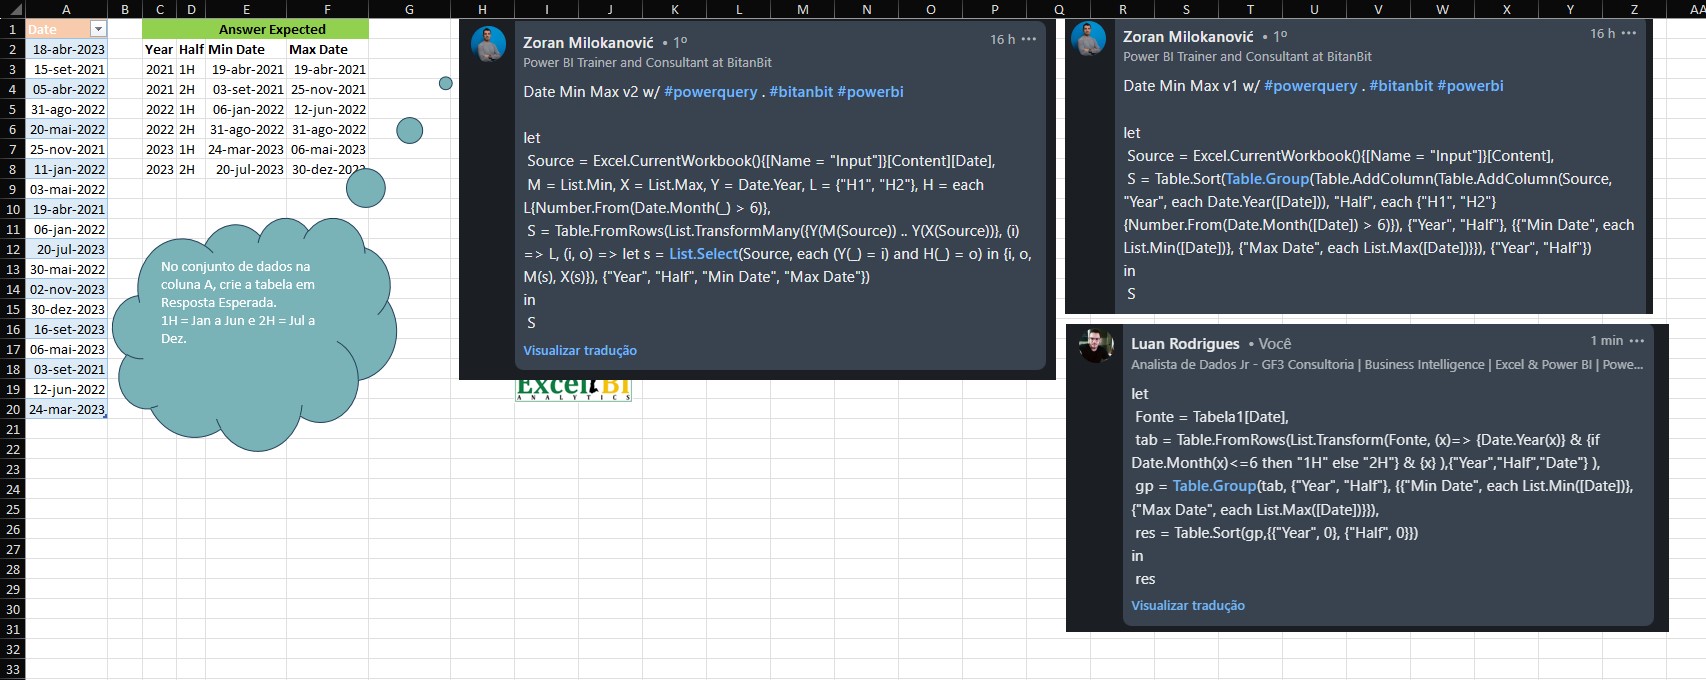 A B C D E F G H I J K L M N O P Q R S T U V W X Y Z AA
1 Date Answer Expected
2 18-abr-2023 Year Half Min Date Max Date
3 15-set-2021 2021 1H 19-abr-2021 19-abr-2021
4 05-abr-2022 2021 2H 03-set-2021 25-nov-2021
5 31-ago-2022 2022 1H 06-jan-2022 12-jun-2022
6 20-mai-2022 2022 2H 31-ago-2022 31-ago-2022
7 25-nov-2021 2023 1H 24-mar-2023 06-mai-2023
8 11-jan-2022 2023 2H 20-jul-2023 30-dez-2023
9 03-mai-2022
10 19-abr-2021
11 06-jan-2022
12 20-jul-2023
13 30-mai-2022
14 02-nov-2023
15 30-dez-2023
16 16-set-2023
17 06-mai-2023
18 03-set-2021
19 12-jun-2022
20 24-mar-2023
21
22
23
24
25
26
27
28
29
30
31
32
33
No conjunto de dados na
coluna A, crie a tabela em
Resposta Esperada.
1H = Jan a Jun e 2H = Jul a
Dez.
Zoran Milokanović • 1º 16 h •••
Power BI Trainer and Consultant at BitanBit
Date Min Max v2 w/ #powerquery . #bitanbit #powerbi
let
Source = Excel.CurrentWorkbook(){[Name = "Input"]}[Content][Date],
M = List.Min, X = List.Max, Y = Date.Year, L = {"H1", "H2"}, H = each
L{Number.From(Date.Month(_) > 6)},
S = Table.FromRows(List.TransformMany({Y(M(Source)) .. Y(X(Source))}, (i)
=> L, (i, o) => let s = List.Select(Source, each (Y(_) = i) and H(_) = o) in {i, o,
M(s), X(s)}), {"Year", "Half", "Min Date", "Max Date"})
in
S
Visualizar tradução
Excel BI
ANALYTICS
Zoran Milokanović • 1º 16 h •••
Power BI Trainer and Consultant at BitanBit
Date Min Max v1 w/ #powerquery . #bitanbit #powerbi
let
Source = Excel.CurrentWorkbook(){[Name = "Input"]}[Content],
S = Table.Sort(Table.Group(Table.AddColumn(Table.AddColumn(Source,
"Year", each Date.Year([Date])), "Half", each {"H1", "H2"}
{Number.From(Date.Month([Date]) > 6)}), {"Year", "Half"}, {{"Min Date", each
List.Min([Date])}, {"Max Date", each List.Max([Date])}}), {"Year", "Half"})
in
S
Luan Rodrigues • Você 1 min •••
Analista de Dados Jr - GF3 Consultoria | Business Intelligence | Excel & Power BI | Powe...
let
Fonte = Tabela1[Date],
tab = Table.FromRows(List.Transform(Fonte, (x)=> {Date.Year(x)} & {if
Date.Month(x)<=6 then "1H" else "2H"} & {x} ),{"Year","Half","Date"} ),
gp = Table.Group(tab, {"Year", "Half"}, {{"Min Date", each List.Min([Date])},
{"Max Date", each List.Max([Date])}}),
res = Table.Sort(gp,{{"Year", 0}, {"Half", 0}})
in
res
Visualizar tradução